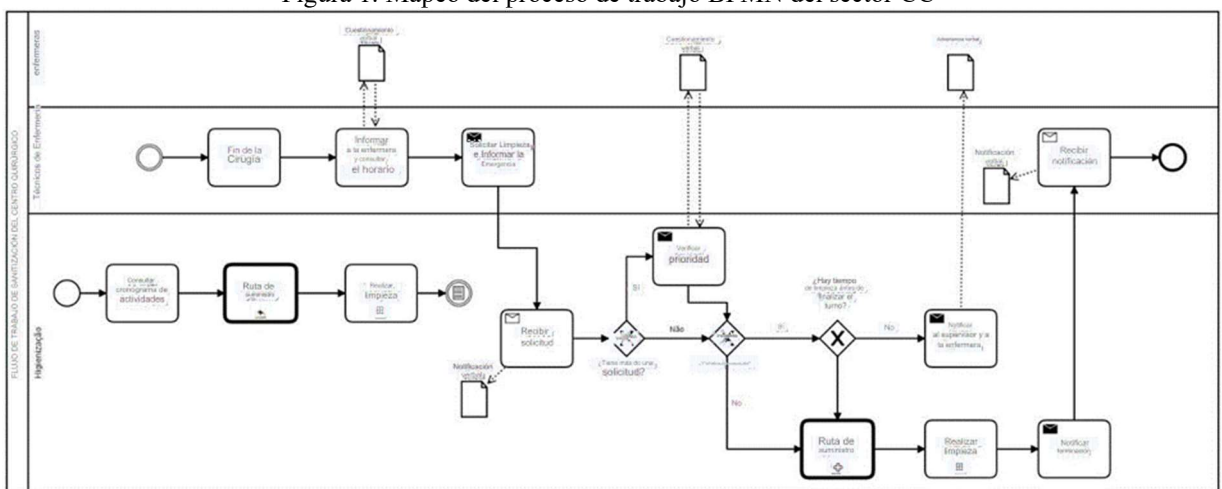 Figura 1: Mapeo del proceso de trabajo BPMN del sector CC
FLUJO DE TRABAJO DE SANITIZACIÓN DEL CENTRO QUIRÚRGICO
enfermeras
Cuestionamiento
verbal
Cuestionamiento
verbal
Técnicos de Enfermería
Fin de la
Cirugía
Informar
a la enfermera
y consultar
el horario
Solicitar Limpieza
e Informar la
Emergencia
Notificación
verbal
Recibir
notificación
Higienização
Consultar
cronograma de
actividades
Ruta de
suministro
Realizar
limpieza
Recibir
solicitud
Notificación
verbal
¿Tiene más de una
solicitud?
SI
Não
Verificar
prioridad
No
¿Hay tiempo
de limpieza antes de
finalizar el
turno?
No
Notificar
al supervisor y a
la enfermera
Ruta de
suministro
Realizar
limpieza
Notificar
terminación